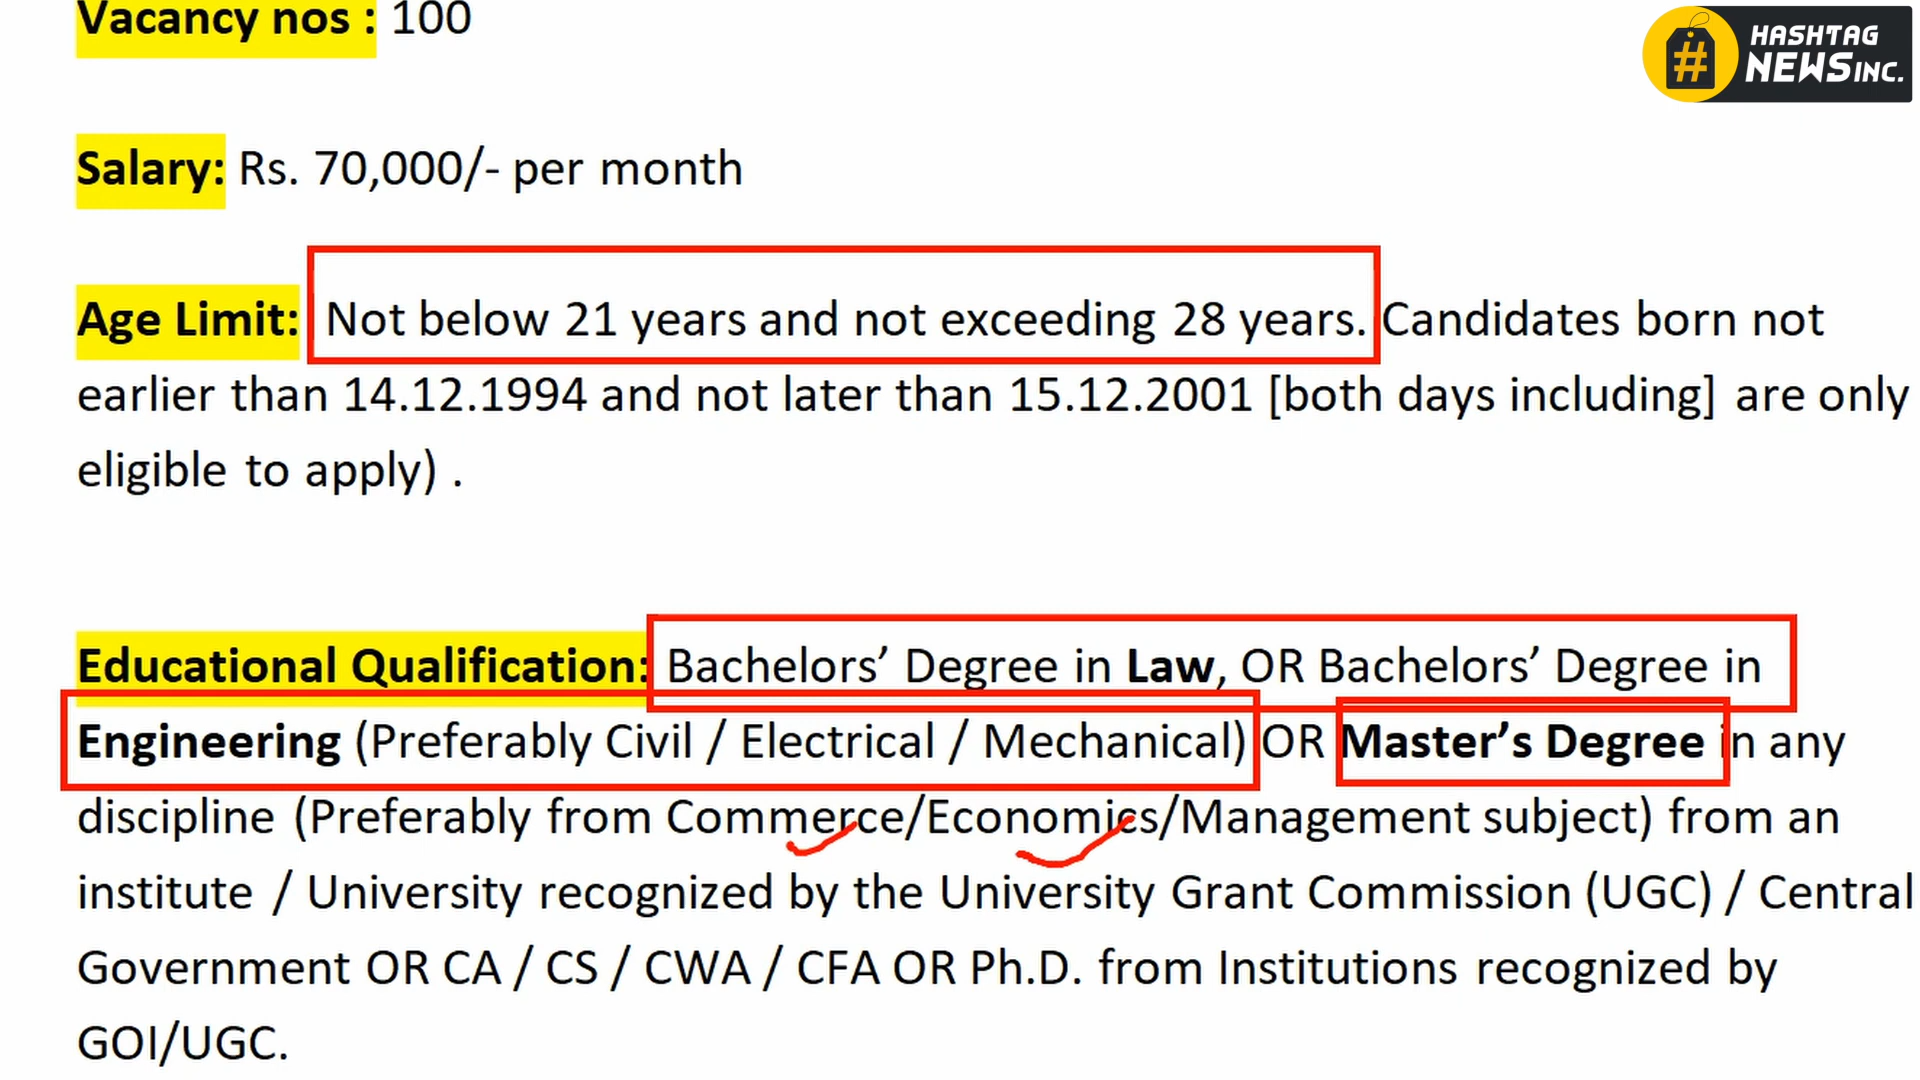 Vacancy nos : 100
# HASHTAG
NEWS INC.
Salary: Rs. 70,000/- per month
Age Limit: Not below 21 years and not exceeding 28 years. Candidates born not
earlier than 14.12.1994 and not later than 15.12.2001 [both days including] are only
eligible to apply) .
Educational Qualification: Bachelors’ Degree in Law, OR Bachelors’ Degree in
Engineering (Preferably Civil / Electrical / Mechanical) OR Master’s Degree in any
discipline (Preferably from Commerce/Economics/Management subject) from an
institute / University recognized by the University Grant Commission (UGC) / Central
Government OR CA / CS / CWA / CFA OR Ph.D. from Institutions recognized by
GOI/UGC.